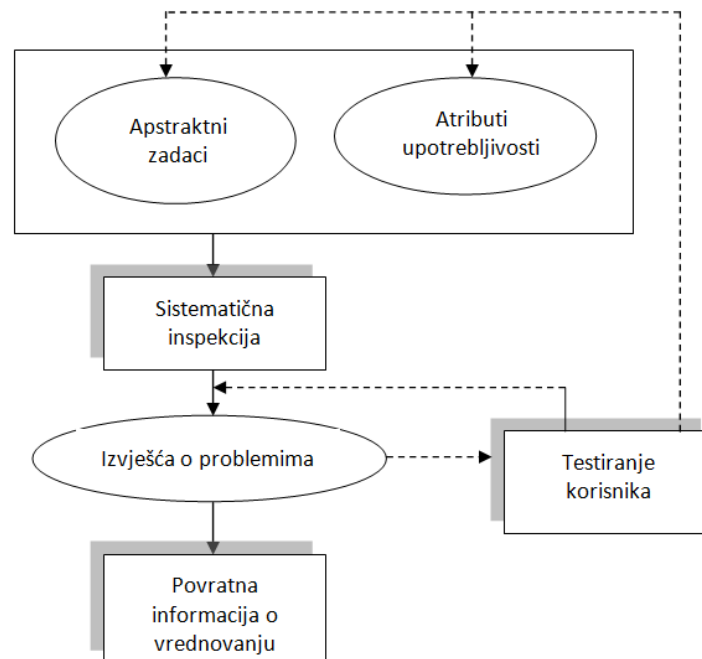 Apstraktni
zadaci
Atributi
upotrebljivosti
Sistematična
inspekcija
Izvješća o problemima
Testiranje
korisnika
Povratna
informacija o
vrednovanju